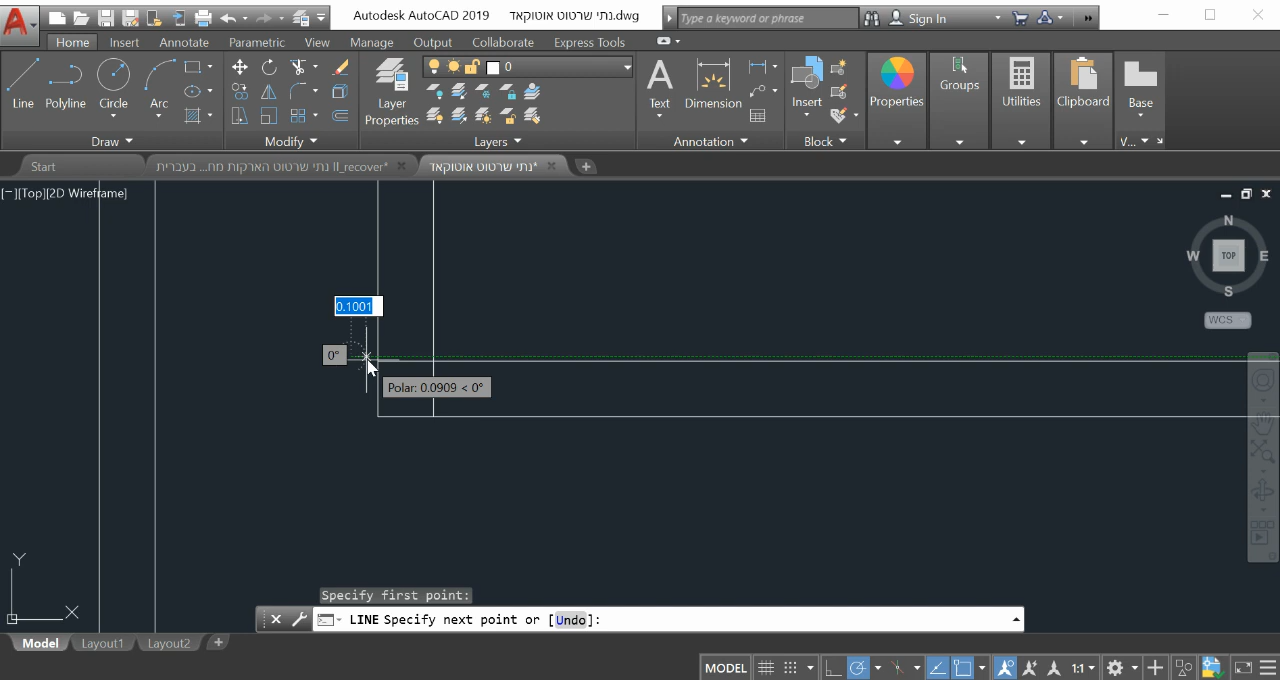 Autodesk AutoCAD 2019 נתי שרטוט אוטוקאד.dwg
Type a keyword or phrase
Sign In
Home Insert Annotate Parametric View Manage Output Collaborate Express Tools
0
Line Polyline Circle Arc
Layer
Properties
Text Dimension
Insert
Properties
Groups
Utilities
Clipboard
Base
Draw Modify Layers Annotation Block V...
Start
נתי שרטוט הארקות מח... בעברית II_recover*
נתי שרטוט אוטוקאד*
[−][Top][2D Wireframe]
N
W TOP E
S
WCS
0.1001
0°
Polar: 0.0909 < 0°
Y
X
Specify first point:
LINE Specify next point or [Undo]:
Model Layout1 Layout2
MODEL 1:1